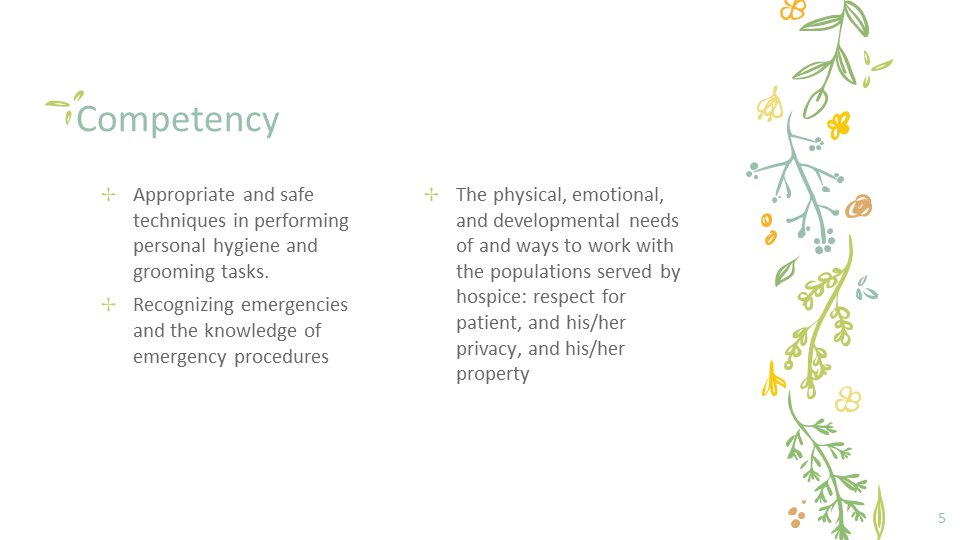 Competency
Appropriate and safe
techniques in performing
personal hygiene and
grooming tasks.
Recognizing emergencies
and the knowledge of
emergency procedures
The physical, emotional,
and developmental needs
of and ways to work with
the populations served by
hospice: respect for
patient, and his/her
privacy, and his/her
property
5